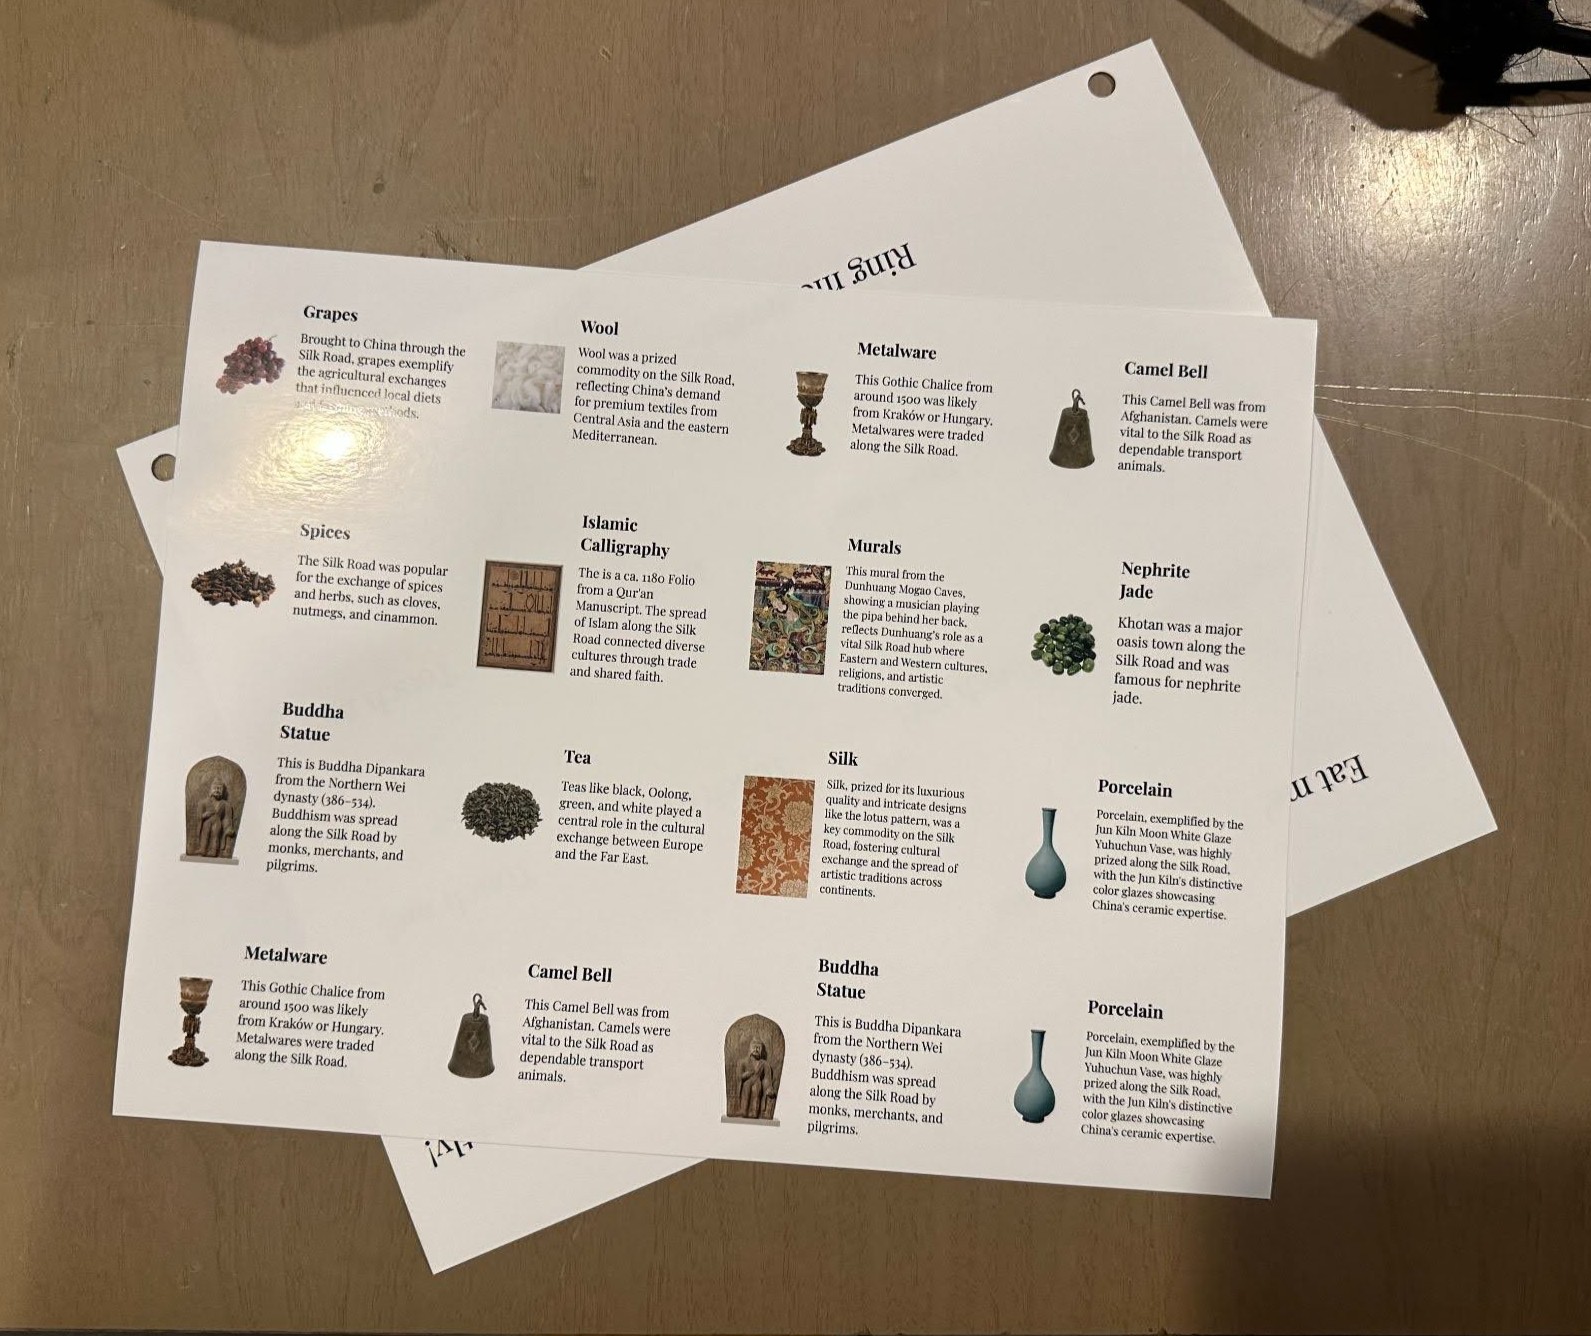 Ring
Grapes
Brought to China through the
Silk Road, grapes exemplify
the agricultural exchanges
that influenced local diets
Wool
Wool was a prized
commodity on the Silk Road,
reflecting China's demand
for premium textiles from
Central Asia and the eastern
Mediterranean.
Metalware
This Gothic Chalice from
around 1500 was likely
from Kraków or Hungary.
Metalwares were traded
along the Silk Road.
Camel Bell
This Camel Bell was from
Afghanistan. Camels were
vital to the Silk Road as
dependable transport
animals.
Spices
The Silk Road was popular
for the exchange of spices
and herbs, such as cloves,
nutmegs, and cinammon.
Islamic
Calligraphy
The is a ca. 1180 Folio
from a Qur'an
Manuscript. The spread
of Islam along the Silk
Road connected diverse
cultures through trade
and shared faith.
Murals
This mural from the
Dunhuang Mogao Caves,
showing a musician playing
the pipa behind her back,
reflects Dunhuang's role as a
vital Silk Road hub where
Eastern and Western cultures,
religions, and artistic
traditions converged.
Nephrite
Jade
Khotan was a major
oasis town along the
Silk Road and was
famous for nephrite
jade.
Buddha
Statue
This is Buddha Dipankara
from the Northern Wei
dynasty (386–534).
Buddhism was spread
along the Silk Road by
monks, merchants, and
pilgrims.
Tea
Teas like black, Oolong,
green, and white played a
central role in the cultural
exchange between Europe
and the Far East.
Silk
Silk, prized for its luxurious
quality and intricate designs
like the lotus pattern, was a
key commodity on the Silk
Road, fostering cultural
exchange and the spread of
artistic traditions across
continents.
Porcelain
Porcelain, exemplified by the
Jun Kiln Moon White Glaze
Yuhuchun Vase, was highly
prized along the Silk Road,
with the Jun Kiln's distinctive
color glazes showcasing
China's ceramic expertise.
Eat
Metalware
This Gothic Chalice from
around 1500 was likely
from Kraków or Hungary.
Metalwares were traded
along the Silk Road.
Camel Bell
This Camel Bell was from
Afghanistan. Camels were
vital to the Silk Road as
dependable transport
animals.
Buddha
Statue
This is Buddha Dipankara
from the Northern Wei
dynasty (386–534).
Buddhism was spread
along the Silk Road by
monks, merchants, and
pilgrims.
Porcelain
Porcelain, exemplified by the
Jun Kiln Moon White Glaze
Yuhuchun Vase, was highly
prized along the Silk Road,
with the Jun Kiln's distinctive
color glazes showcasing
China's ceramic expertise.